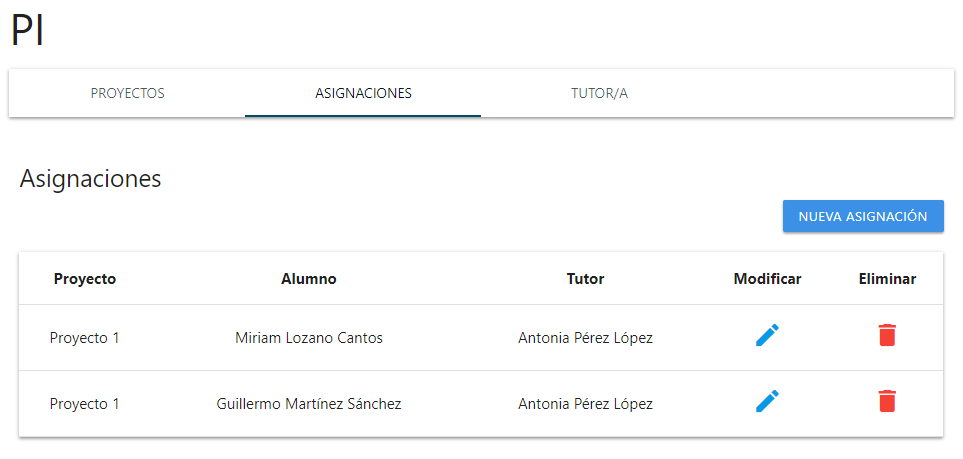 PI
PROYECTOS ASIGNACIONES TUTOR/A
Asignaciones
NUEVA ASIGNACIÓN
Proyecto Alumno Tutor Modificar Eliminar
Proyecto 1 Miriam Lozano Cantos Antonia Pérez López
Proyecto 1 Guillermo Martínez Sánchez Antonia Pérez López